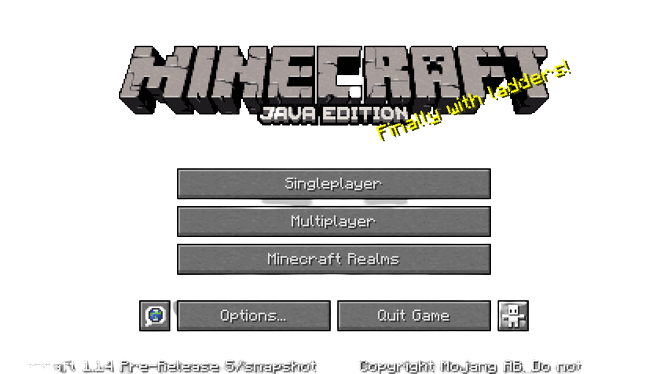 MINECRAFT
JAVA EDITION
Finally with ladders!
Singleplayer
Multiplayer
Minecraft Realms
Options...
Quit Game
1.14 Pre-Release 5/snapshot
Copyright Mojang AB. Do not